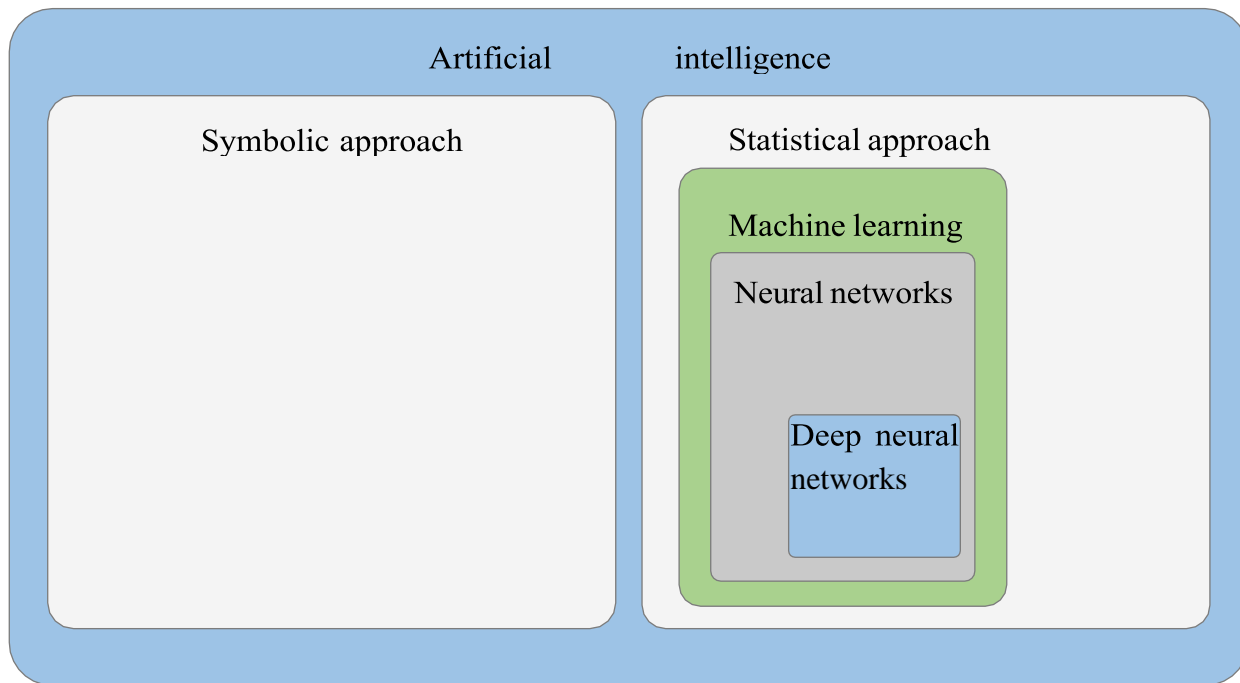 Artificial intelligence
Symbolic approach
Statistical approach
Machine learning
Neural networks
Deep neural
networks